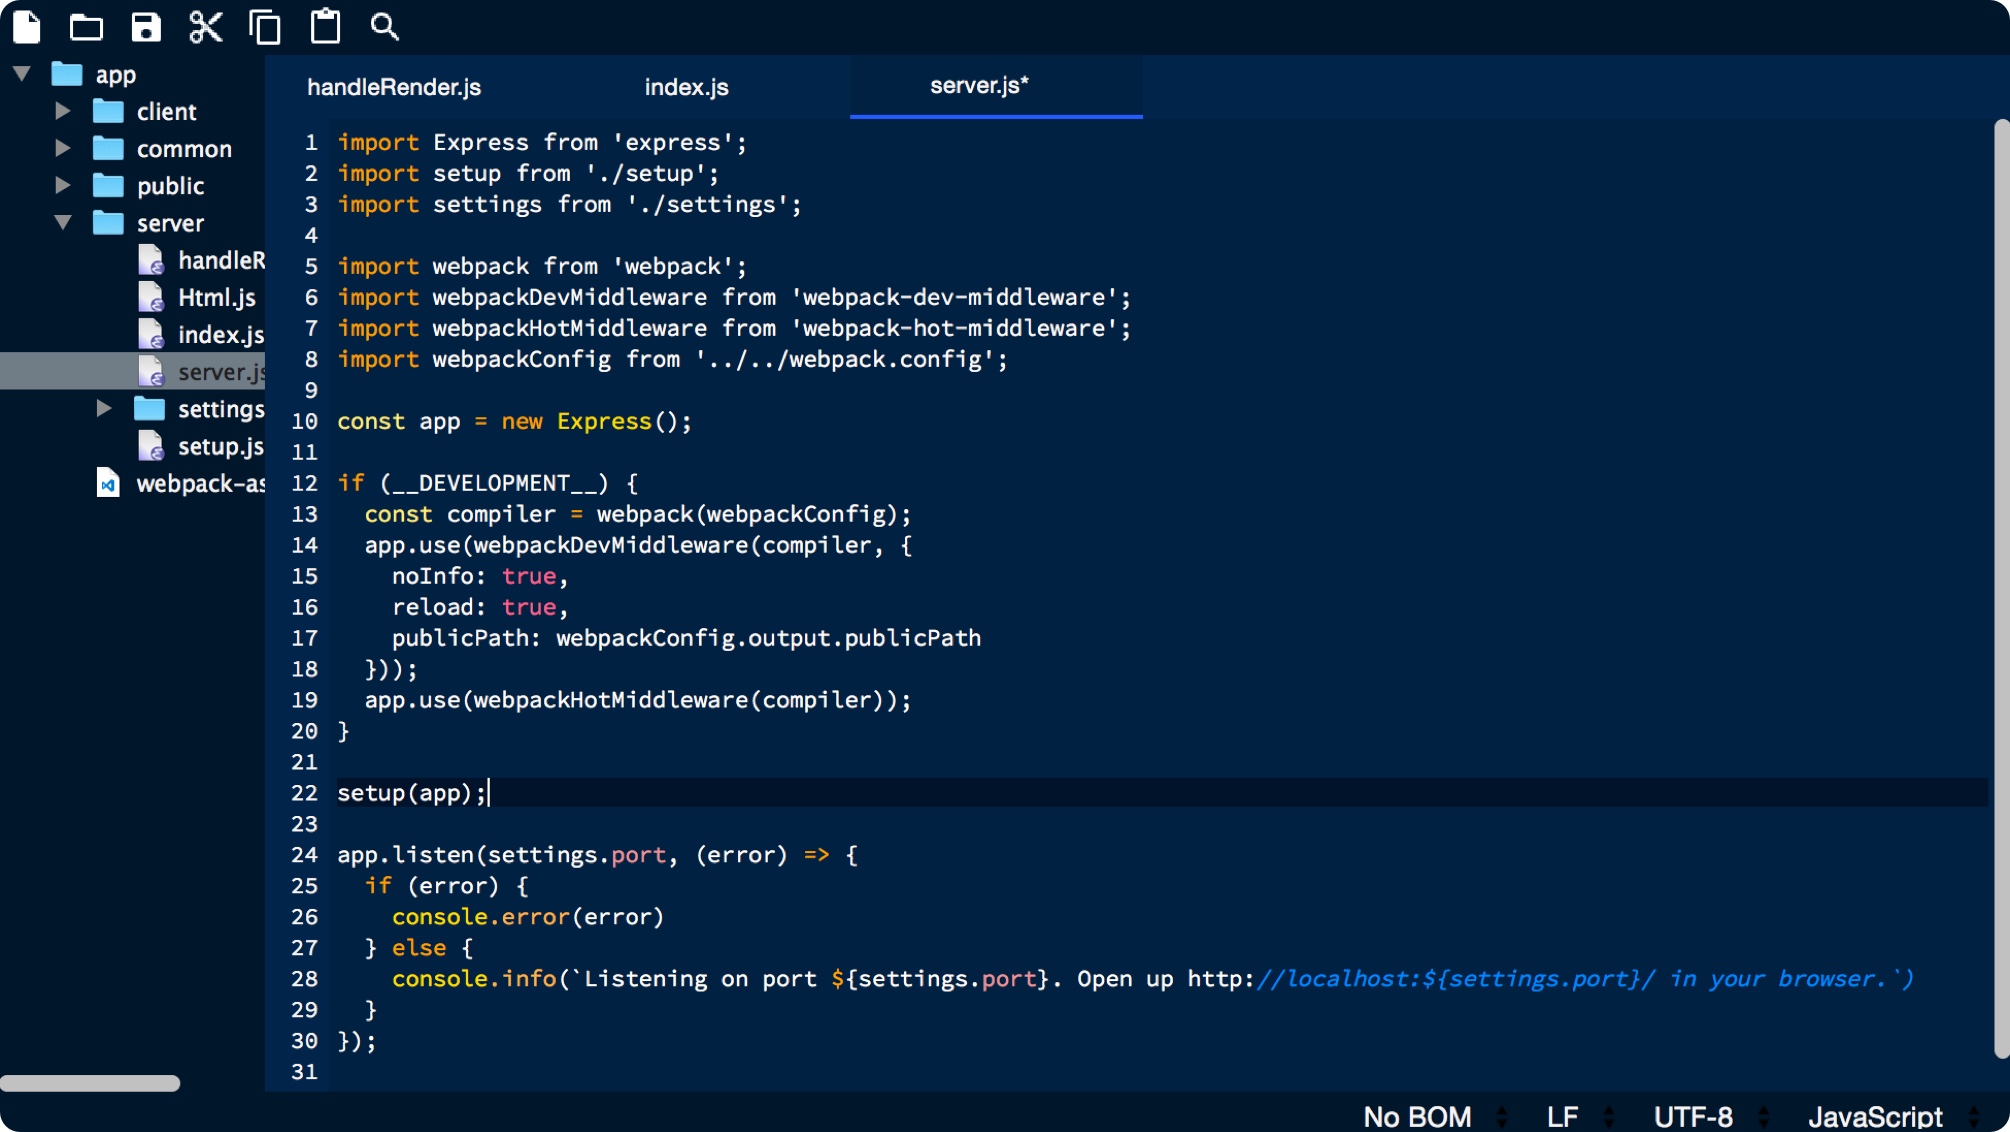 app
client
common
public
server
handleR
Html.js
index.js
server.js
settings
setup.js
webpack-as
handleRender.js
index.js
server.js*
1 import Express from 'express';
2 import setup from './setup';
3 import settings from './settings';
4
5 import webpack from 'webpack';
6 import webpackDevMiddleware from 'webpack-dev-middleware';
7 import webpackHotMiddleware from 'webpack-hot-middleware';
8 import webpackConfig from '../../webpack.config';
9
10 const app = new Express();
11
12 if (__DEVELOPMENT__) {
13   const compiler = webpack(webpackConfig);
14   app.use(webpackDevMiddleware(compiler, {
15     noInfo: true,
16     reload: true,
17     publicPath: webpackConfig.output.publicPath
18   }));
19   app.use(webpackHotMiddleware(compiler));
20 }
21
22 setup(app);
23
24 app.listen(settings.port, (error) => {
25   if (error) {
26     console.error(error)
27   } else {
28     console.info(`Listening on port ${settings.port}. Open up http://localhost:${settings.port}/ in your browser.`)
29   }
30 });
31
No BOM LF UTF-8 JavaScript